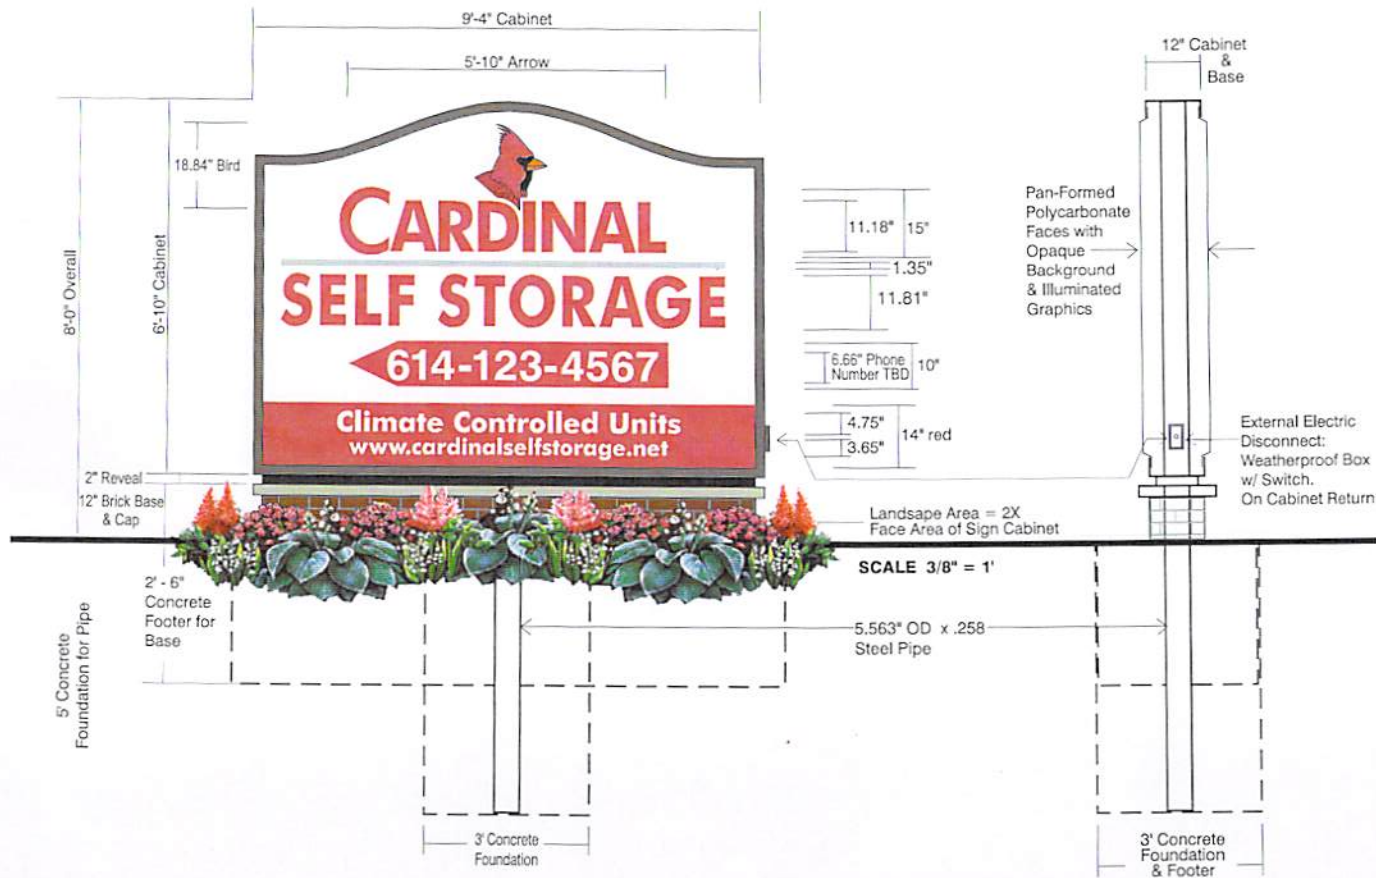 9'-4" Cabinet
5'-10" Arrow
8'-0" Overall
6'-10" Cabinet
18.84" Bird
CARDINAL
SELF STORAGE
614-123-4567
Climate Controlled Units
www.cardinalselfstorage.net
11.18"
15"
1.35"
11.81"
6.66" Phone
Number TBD
10"
4.75"
3.65"
14" red
2" Reveal
12" Brick Base
& Cap
Landsape Area = 2X
Face Area of Sign Cabinet
SCALE 3/8" = 1'
2' - 6"
Concrete
Footer for
Base
5' Concrete
Foundation for Pipe
5.563" OD x .258
Steel Pipe
3' Concrete
Foundation
12" Cabinet
&
Base
Pan-Formed
Polycarbonate
Faces with
Opaque
Background
& Illuminated
Graphics
External Electric
Disconnect:
Weatherproof Box
w/ Switch.
On Cabinet Return
3' Concrete
Foundation
& Footer